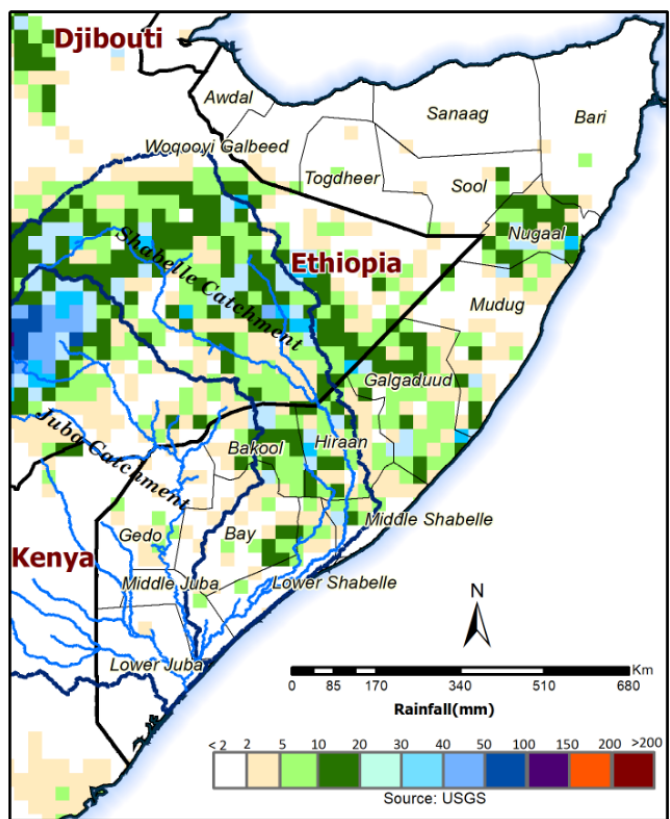 Djibouti
Awdal
Sanaag
Bari
Woqooyi Galbeed
Togdheer
Sool
Nugaal
Shabelle Catchment
Ethiopia
Mudug
Galgaduud
Juba Catchment
Bakool
Hiraan
Middle Shabelle
Gedo
Bay
Kenya
Middle Juba
Lower Shabelle
N
Lower Juba
Km
0 85 170 340 510 680
Rainfall(mm)
< 2 2 5 10 20 30 40 50 100 150 200 >200
Source: USGS